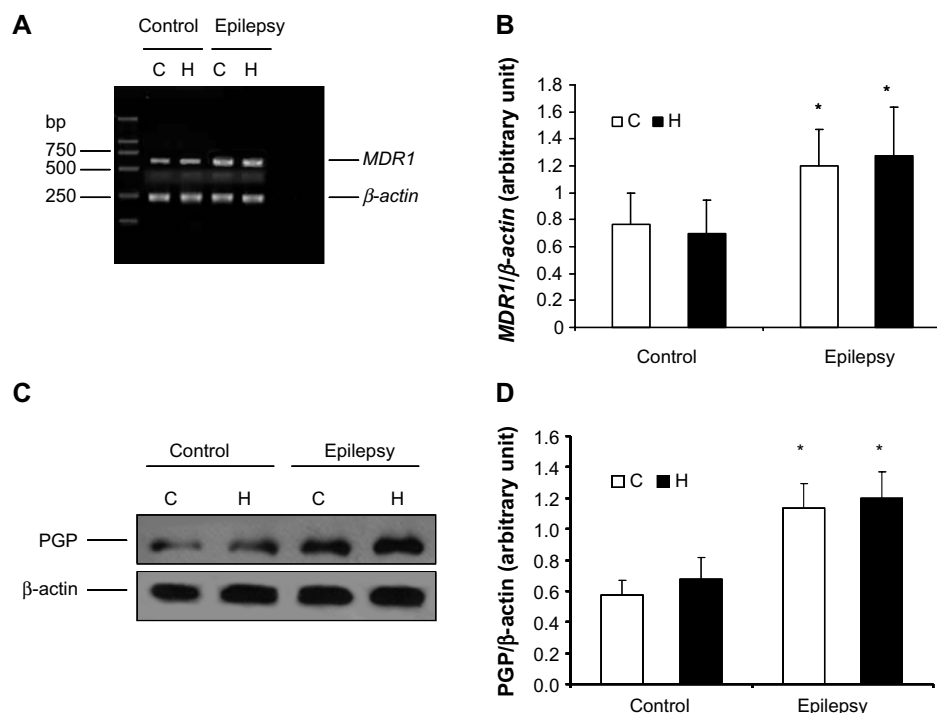 A
Control Epilepsy
C H C H
bp
750
500
250
MDR1
β-actin
B
MDR1/β-actin (arbitrary unit)
1.8
1.6
1.4
1.2
1
0.8
0.6
0.4
0.2
0
C H
* *
Control Epilepsy
C
Control Epilepsy
C H C H
PGP
β-actin
D
PGP/β-actin (arbitrary unit)
1.6
1.4
1.2
1.0
0.8
0.6
0.4
0.2
0.0
C H
* *
Control Epilepsy